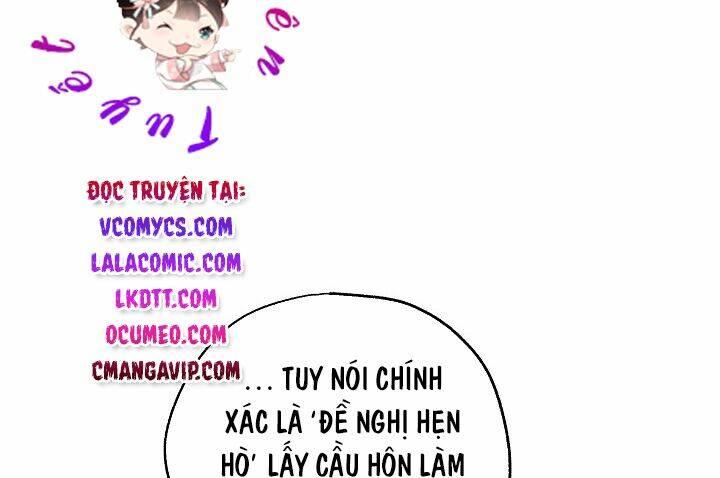 Tuyết
ên
ĐỌC TRUYỆN TẠI:
VCOMYCS.COM
LALACOMIC.COM
LKDTT.COM
OCUMEO.COM
CMANGAVIP.COM
... TUY NÓI CHÍNH
XÁC LÀ 'ĐỀ NGHỊ HẸN
HÒ' LẤY CẦU HÔN LÀM